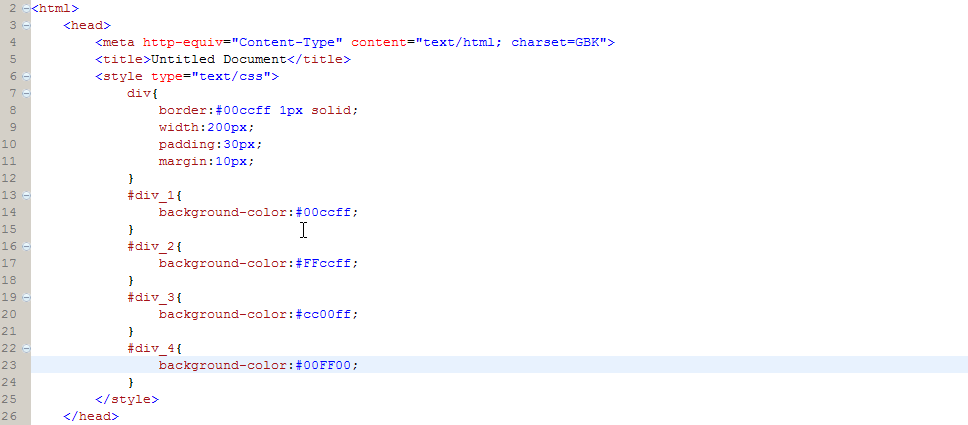 2 <html>
3 <head>
4 <meta http-equiv="Content-Type" content="text/html; charset=GBK">
5 <title>Untitled Document</title>
6 <style type="text/css">
7 div{
8 border:#00ccff 1px solid;
9 width:200px;
10 padding:30px;
11 margin:10px;
12 }
13 #div_1{
14 background-color:#00ccff;
15 }
16 #div_2{
17 background-color:#FFccff;
18 }
19 #div_3{
20 background-color:#cc00ff;
21 }
22 #div_4{
23 background-color:#00FF00;
24 }
25 </style>
26 </head>